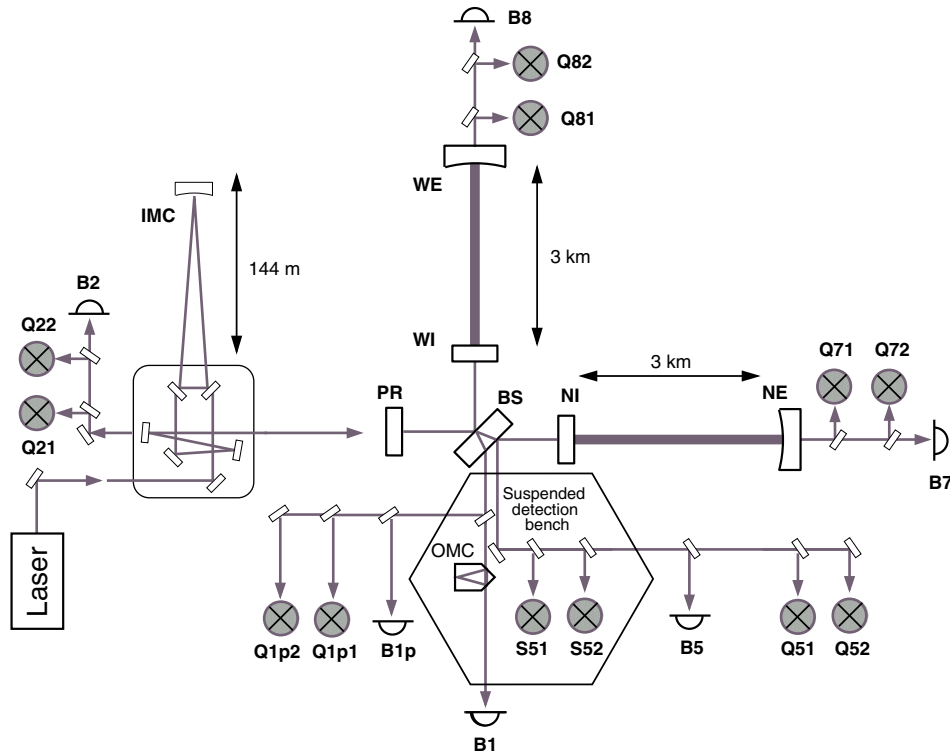 B8
Q82
Q81
WE
IMC
144 m
3 km
B2
Q22
WI
3 km
Q71
Q72
PR
BS
NI
NE
Q21
B7
Suspended
detection
bench
OMC
Laser
Q1p2
Q1p1
B1p
S51
S52
B5
Q51
Q52
B1